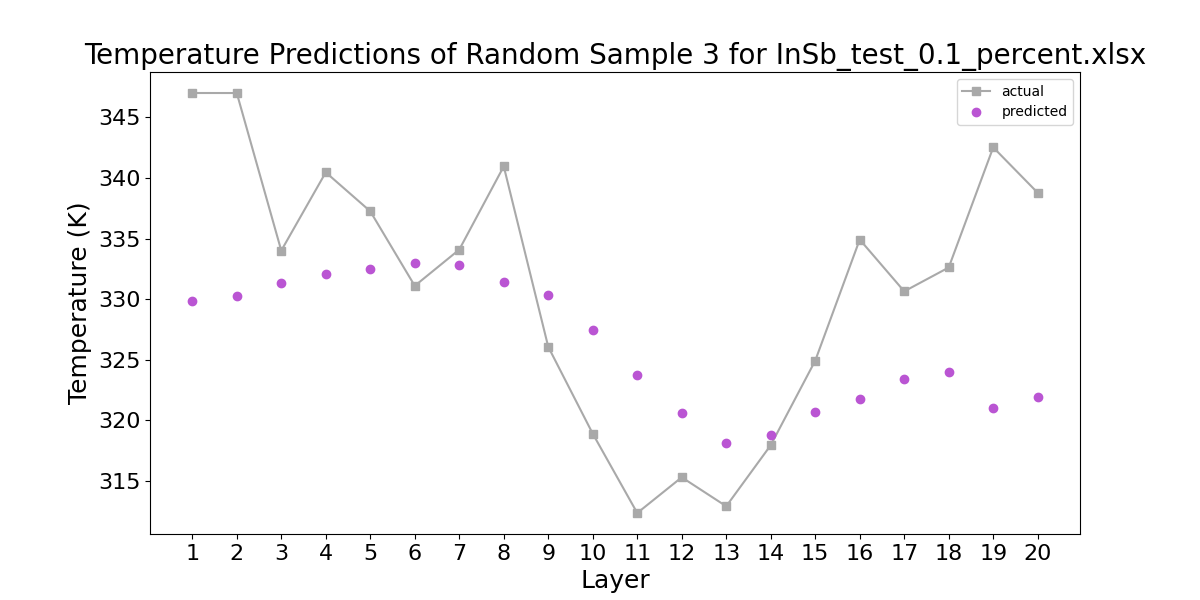 Temperature Predictions of Random Sample 3 for InSb_test_0.1_percent.xlsx
actual
predicted
Temperature (K)
345
340
335
330
325
320
315
1 2 3 4 5 6 7 8 9 10 11 12 13 14 15 16 17 18 19 20
Layer